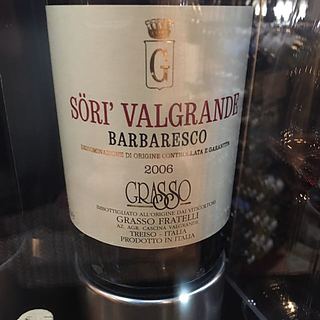 G
SÖRI' VALGRANDE
BARBARESCO
DENOMINAZIONE DI ORIGINE CONTROLLATA E GARANTITA
2006
GRASSO
IMBOTTIGLIATO ALL'ORIGINE DAI VITICOLTORI
GRASSO FRATELLI
AZ. AGR. CASCINA VALGRANDE
TREISO - ITALIA
PRODOTTO IN ITALIA